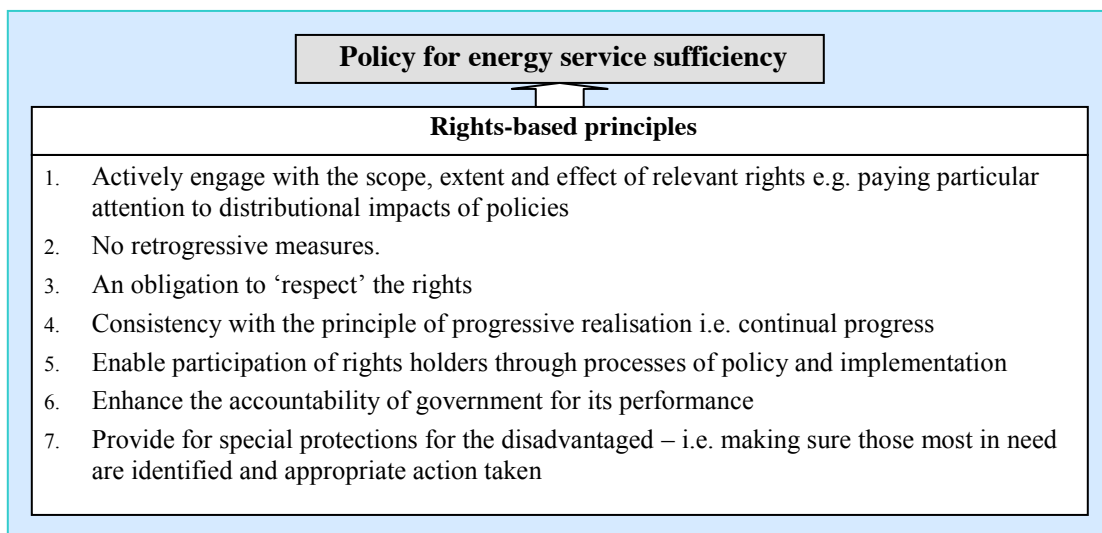 Policy for energy service sufficiency
Rights-based principles
1. Actively engage with the scope, extent and effect of relevant rights e.g. paying particular
attention to distributional impacts of policies
2. No retrogressive measures.
3. An obligation to ‘respect’ the rights
4. Consistency with the principle of progressive realisation i.e. continual progress
5. Enable participation of rights holders through processes of policy and implementation
6. Enhance the accountability of government for its performance
7. Provide for special protections for the disadvantaged – i.e. making sure those most in need
are identified and appropriate action taken